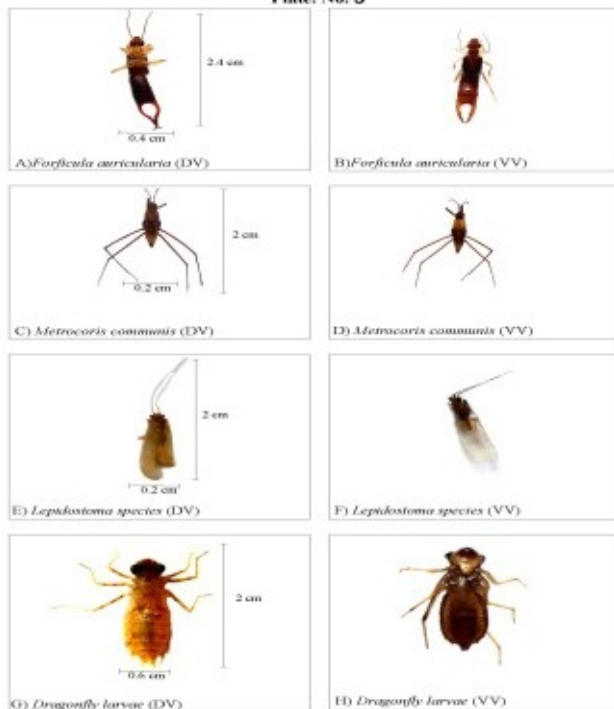 Plate. No. 3
2.4 cm
0.4 cm
A)Forficula auricularia (DV)
B)Forficula auricularia (VV)
2 cm
0.2 cm
C) Metrocoris communis (DV)
D) Metrocoris communis (VV)
2 cm
0.2 cm
E) Lepidostoma species (DV)
F) Lepidostoma species (VV)
2 cm
0.6 cm
G) Dragonfly larvae (DV)
H) Dragonfly larvae (VV)